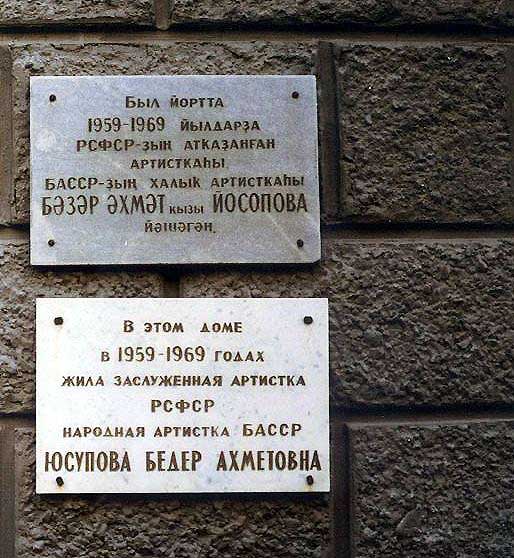 Был йортта
1959-1969 йылдарҙа
РСФСР-ҙың атҡаҙанған
артисткаһы,
БАССР-ҙың халыҡ артисткаһы
БӘҘӘР ӘХМӘТ ҡыҙы ЙОСОПОВА
йәшәгән.
В этом доме
в 1959-1969 годах
жила заслуженная артистка
РСФСР
народная артистка БАССР
ЮСУПОВА БЕДЕР АХМЕТОВНА